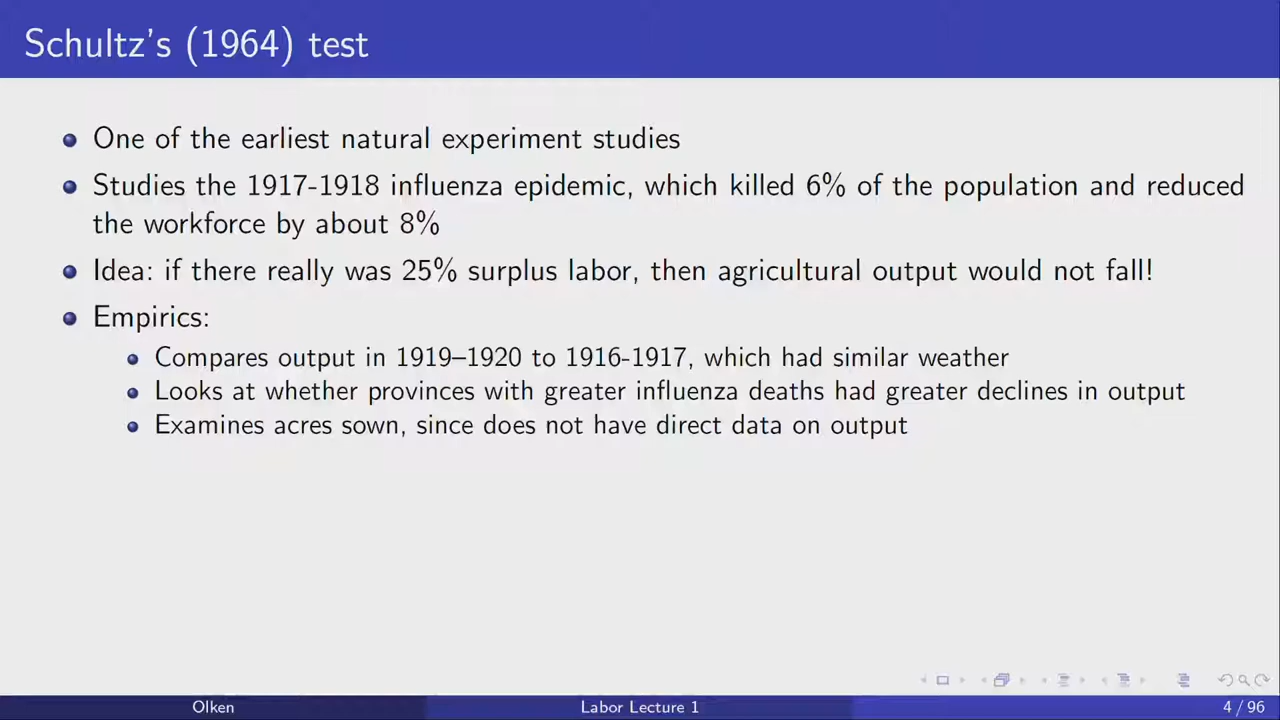 Schultz's (1964) test
One of the earliest natural experiment studies
Studies the 1917-1918 influenza epidemic, which killed 6% of the population and reduced
the workforce by about 8%
Idea: if there really was 25% surplus labor, then agricultural output would not fall!
Empirics:
Compares output in 1919–1920 to 1916-1917, which had similar weather
Looks at whether provinces with greater influenza deaths had greater declines in output
Examines acres sown, since does not have direct data on output
Olken
Labor Lecture 1
4 / 96